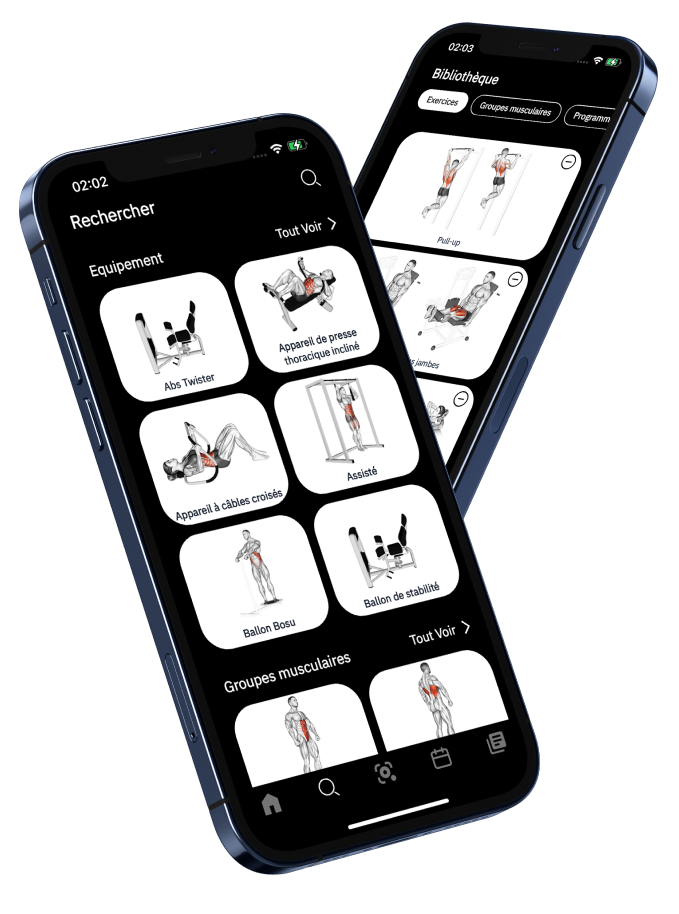 02:02
Rechercher
Equipement
Tout Voir
Abs Twister
Appareil de presse
thoracique incliné
Appareil à câbles croisés
Assisté
Ballon Bosu
Ballon de stabilité
Groupes musculaires
Tout Voir
02:03
Bibliothèque
Exercices
Groupes musculaires
Programm
Pull-up
jambes